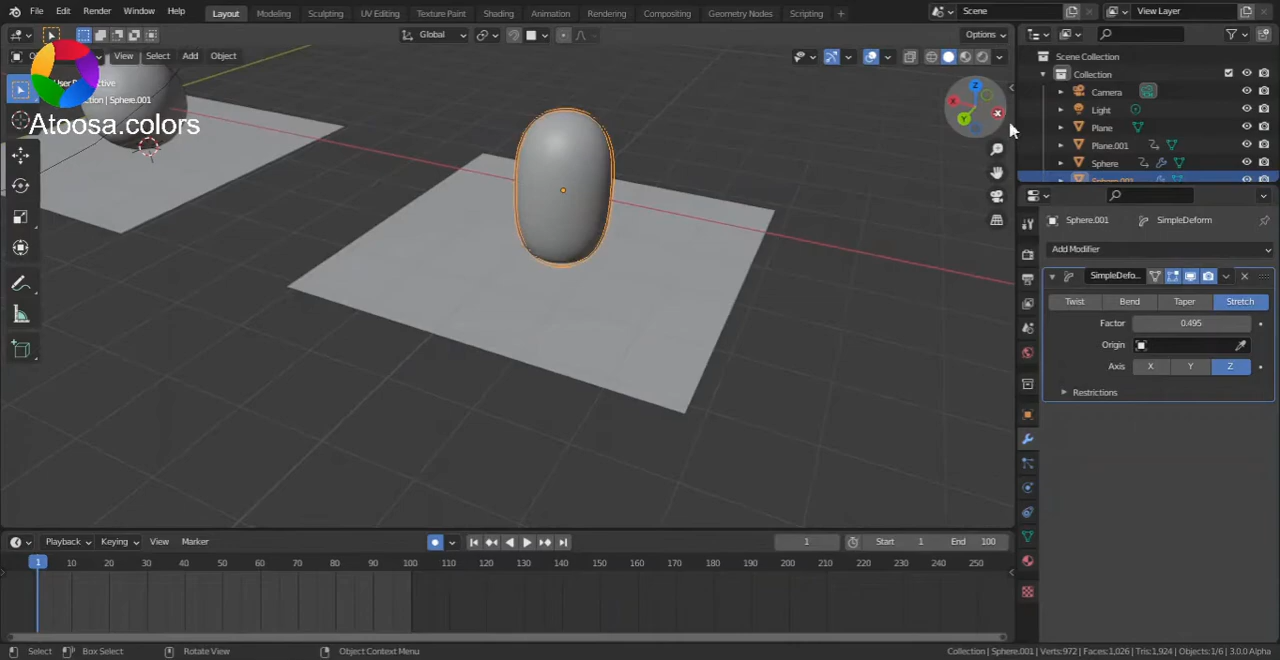 File Edit Render Window Help Layout Modeling Sculpting UV Editing Texture Paint Shading Animation Rendering Compositing Geometry Nodes Scripting + Scene View Layer
Global Options
View Select Add Object
Collection | Sphere.001
Atoosa.colors
X Y Z
Scene Collection
Collection
Camera
Light
Plane
Plane.001
Sphere
Sphere.001
Sphere.001 SimpleDeform
Add Modifier
SimpleDefo...
Twist Bend Taper Stretch
Factor 0.495
Origin
Axis X Y Z
Restrictions
Playback Keying View Marker 1 Start 1 End 100
1 10 20 30 40 50 60 70 80 90 100 110 120 130 140 150 160 170 180 190 200 210 220 230 240 250
Select Box Select Rotate View Object Context Menu Collection | Sphere.001 | Verts:972 | Faces:1,026 | Tris:1,924 | Objects:1/6 | 3.0.0 Alpha